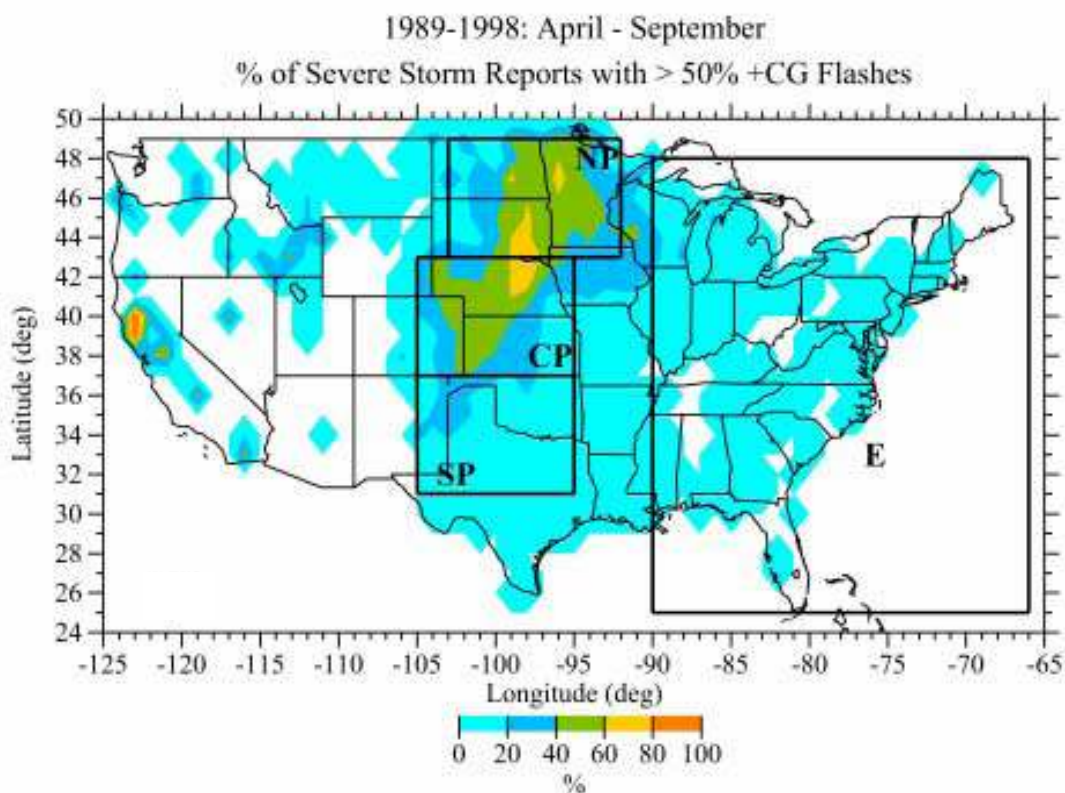 1989-1998: April - September
% of Severe Storm Reports with > 50% +CG Flashes
50
48
46
44
42
40
38
36
34
32
30
28
26
24
Latitude (deg)
NP
CP
SP
E
-125 -120 -115 -110 -105 -100 -95 -90 -85 -80 -75 -70 -65
Longitude (deg)
0 20 40 60 80 100
%